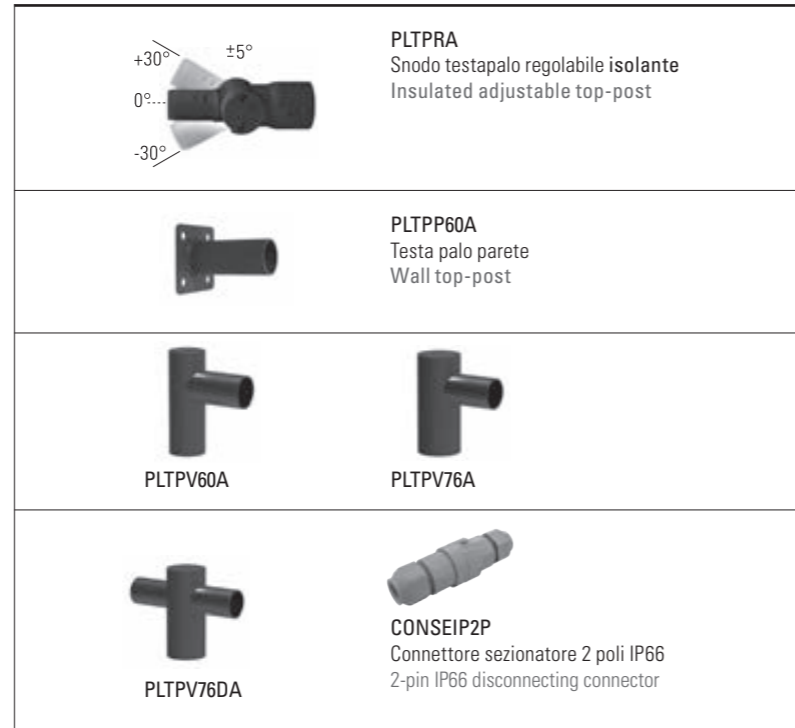 +30°
±5°
0°
-30°
PLTPRA
Snodo testapalo regolabile isolante
Insulated adjustable top-post
PLTPP60A
Testa palo parete
Wall top-post
PLTPV60A
PLTPV76A
PLTPV76DA
CONSEIP2P
Connettore sezionatore 2 poli IP66
2-pin IP66 disconnecting connector